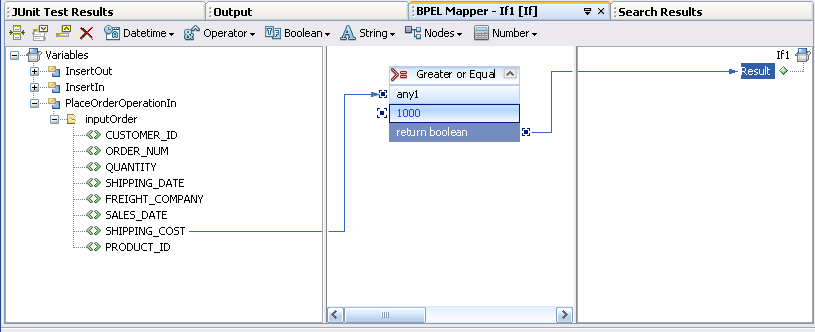 JUnit Test Results
Output
BPEL Mapper - If1 [If]
Search Results
Datetime
Operator
Boolean
String
Nodes
Number
Variables
InsertOut
InsertIn
PlaceOrderOperationIn
inputOrder
CUSTOMER_ID
ORDER_NUM
QUANTITY
SHIPPING_DATE
FREIGHT_COMPANY
SALES_DATE
SHIPPING_COST
PRODUCT_ID
Greater or Equal
any1
1000
return boolean
If1
Result